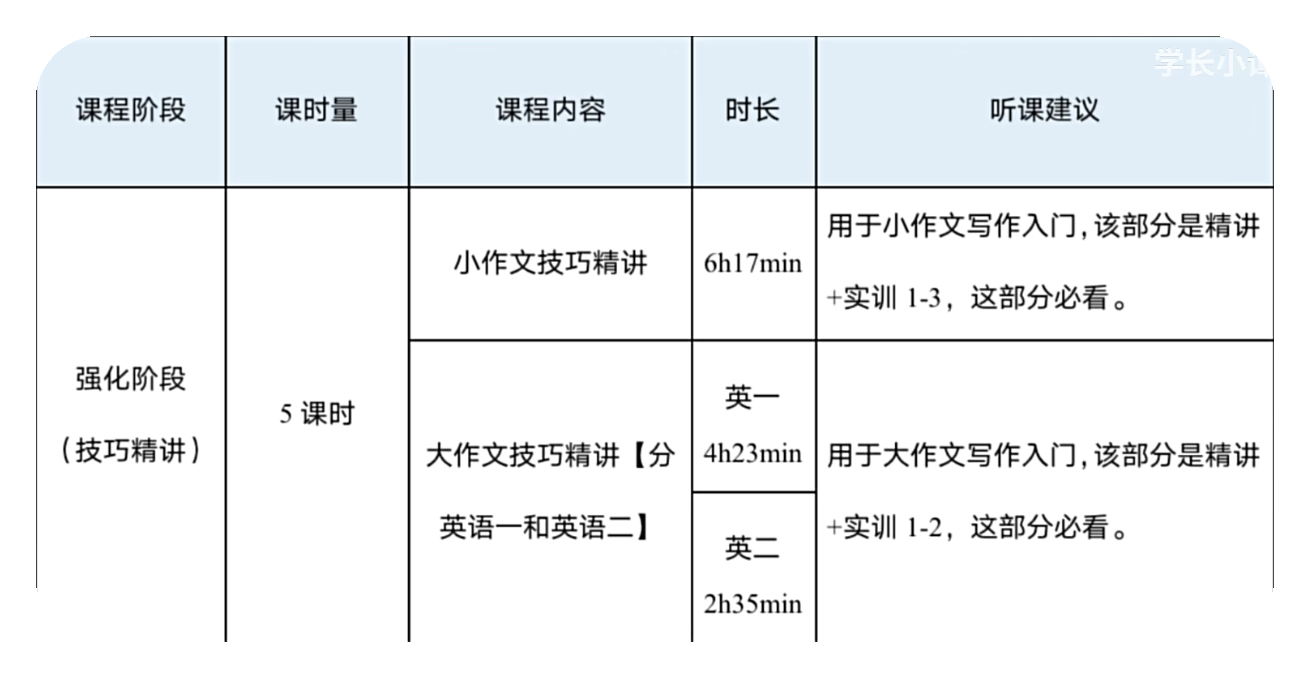 学长小课
课程阶段 课时量 课程内容 时长 听课建议
强化阶段
（技巧精讲）
5 课时
小作文技巧精讲
6h17min
用于小作文写作入门，该部分是精讲
+实训 1-3，这部分必看。
大作文技巧精讲【分
英语一和英语二】
英一
4h23min
英二
2h35min
用于大作文写作入门，该部分是精讲
+实训 1-2，这部分必看。